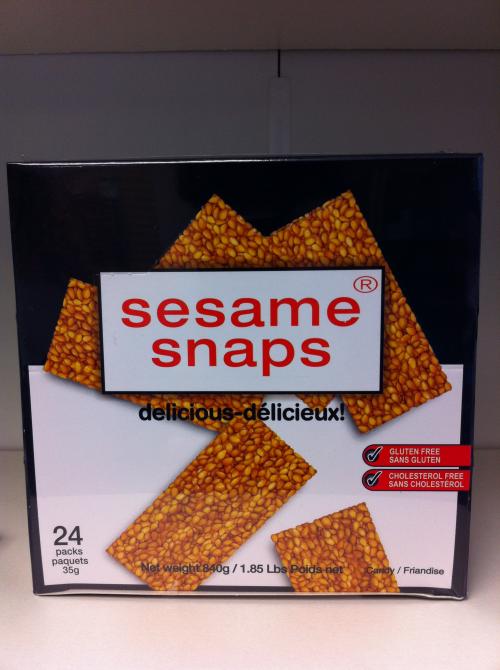 sesame ®
snaps
delicious-délicieux!
GLUTEN FREE
SANS GLUTEN
CHOLESTEROL FREE
SANS CHOLESTÉROL
24
packs
paquets
35g
Net weight 840g / 1.85 Lbs Poids net
Candy / Friandise